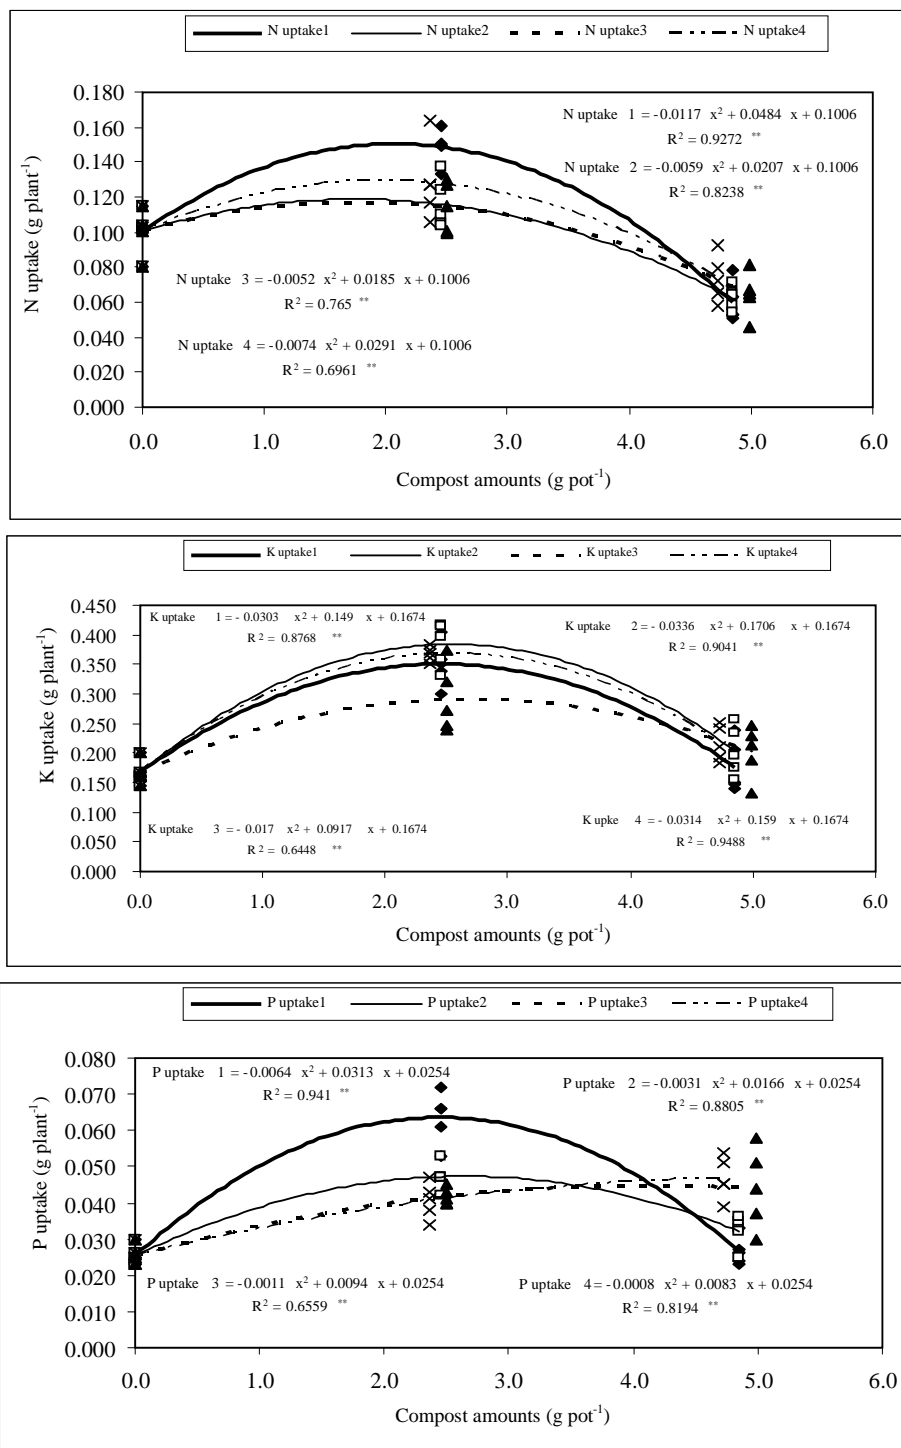 N uptake1 N uptake2 N uptake3 N uptake4
N uptake (g plant⁻¹)
0.180
0.160
0.140
0.120
0.100
0.080
0.060
0.040
0.020
0.000
N uptake 1 = -0.0117 x² + 0.0484 x + 0.1006
R² = 0.9272 **
N uptake 2 = -0.0059 x² + 0.0207 x + 0.1006
R² = 0.8238 **
N uptake 3 = -0.0052 x² + 0.0185 x + 0.1006
R² = 0.765 **
N uptake 4 = -0.0074 x² + 0.0291 x + 0.1006
R² = 0.6961 **
0.0 1.0 2.0 3.0 4.0 5.0 6.0
Compost amounts (g pot⁻¹)
K uptake1 K uptake2 K uptake3 K uptake4
K uptake (g plant⁻¹)
0.450
0.400
0.350
0.300
0.250
0.200
0.150
0.100
0.050
0.000
K uptake 1 = - 0.0303 x² + 0.149 x + 0.1674
R² = 0.8768 **
K uptake 2 = -0.0336 x² + 0.1706 x + 0.1674
R² = 0.9041 **
K uptake 3 = -0.017 x² + 0.0917 x + 0.1674
R² = 0.6448 **
K upke 4 = -0.0314 x² + 0.159 x + 0.1674
R² = 0.9488 **
0.0 1.0 2.0 3.0 4.0 5.0 6.0
Compost amounts (g pot⁻¹)
P uptake1 P uptake2 P uptake3 P uptake4
P uptake (g plant⁻¹)
0.080
0.070
0.060
0.050
0.040
0.030
0.020
0.010
0.000
P uptake 1 = -0.0064 x² + 0.0313 x + 0.0254
R² = 0.941 **
P uptake 2 = -0.0031 x² + 0.0166 x + 0.0254
R² = 0.8805 **
P uptake 3 = -0.0011 x² + 0.0094 x + 0.0254
R² = 0.6559 **
P uptake 4 = -0.0008 x² + 0.0083 x + 0.0254
R² = 0.8194 **
0.0 1.0 2.0 3.0 4.0 5.0 6.0
Compost amounts (g pot⁻¹)